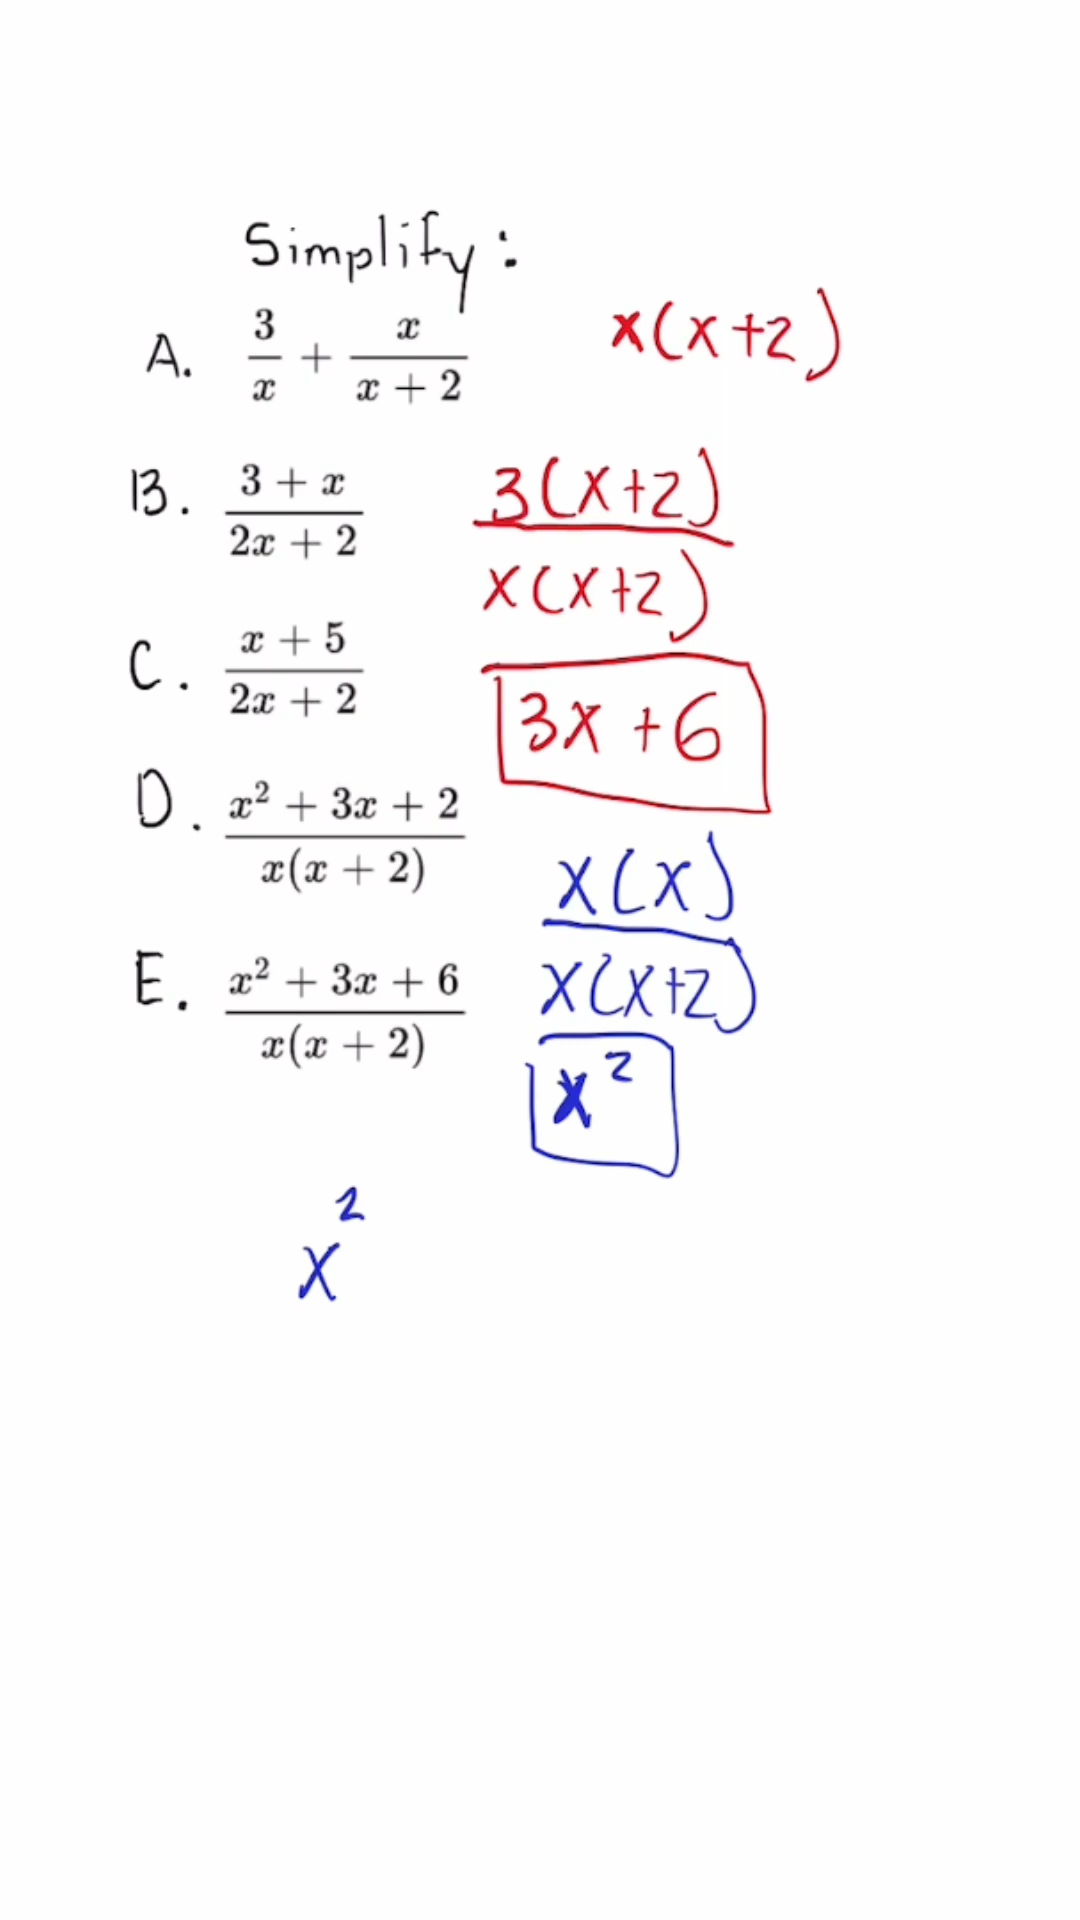 Simplify:
A. 3/x + x/(x + 2)
x(x+2)
B. (3 + x)/(2x + 2)
3(x+2)
x(x+2)
C. (x + 5)/(2x + 2)
3x +6
D. (x² + 3x + 2)/(x(x + 2))
x(x)
x(x+2)
E. (x² + 3x + 6)/(x(x + 2))
x²
x²